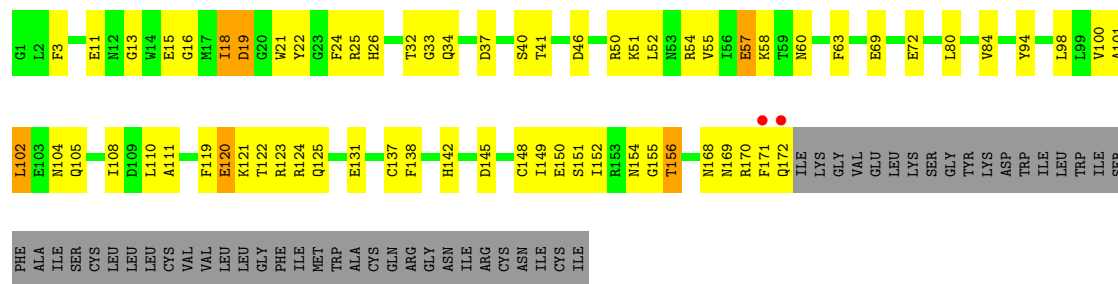 G1 L2 F3 E11 N12 G13 W14 E15 G16 M17 I18 D19 G20 W21 Y22 G23 F24 R25 H26 T32 G33 Q34 D37 S40 T41 D46 R50 K51 L52 N53 R54 V55 I56 E57 K58 T59 N60 F63 E69 E72 L80 V84 Y94 L98 L99 V100 A101
L102 E103 N104 Q105 I108 D109 L110 A111 F119 E120 K121 T122 R123 R124 Q125 E131 C137 F138 H142 D145 C148 I149 E150 S151 I152 R153 N154 G155 T156 N168 N169 R170 F171 Q172 ILE LYS GLY VAL GLU LEU LYS SER GLY TYR LYS ASP TRP ILE LEU TRP ILE SER
PHE ALA ILE SER CYS LEU LEU LEU CYS VAL VAL LEU LEU GLY PHE ILE MET TRP ALA CYS GLN ARG GLY ASN ILE ARG CYS ASN ILE CYS ILE